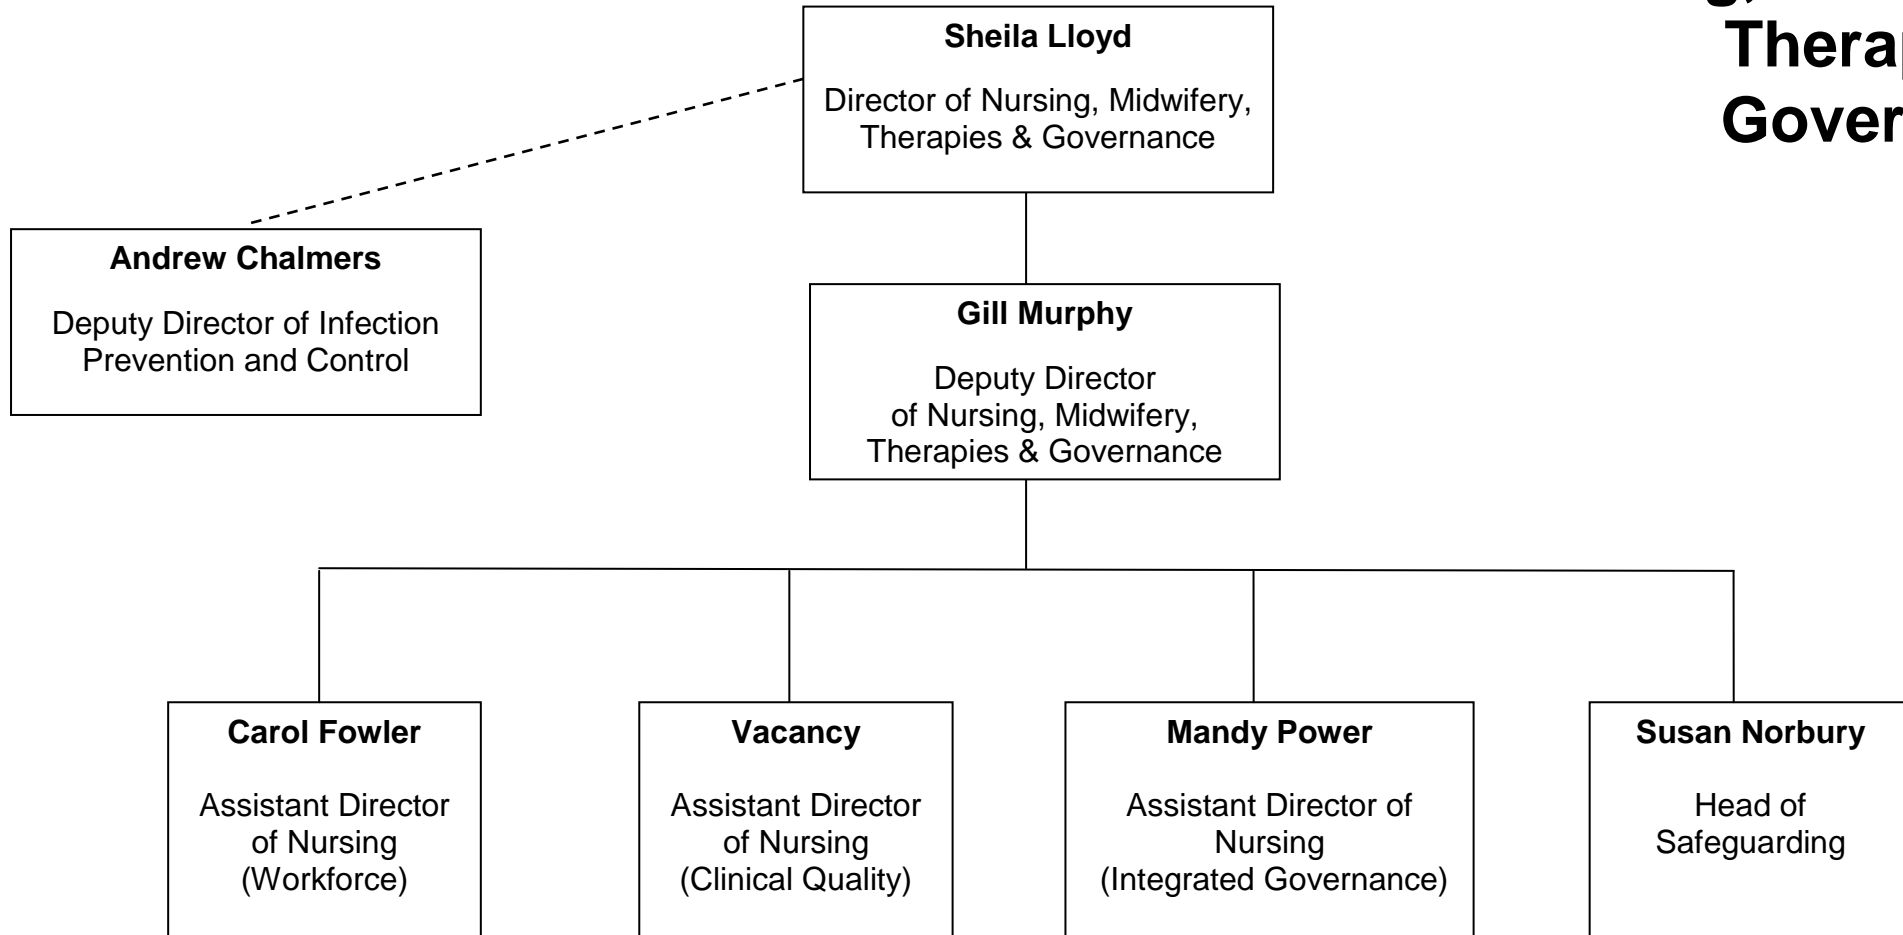 Sheila Lloyd
Director of Nursing, Midwifery,
Therapies & Governance
Andrew Chalmers
Deputy Director of Infection
Prevention and Control
Gill Murphy
Deputy Director
of Nursing, Midwifery,
Therapies & Governance
Carol Fowler
Assistant Director
of Nursing
(Workforce)
Vacancy
Assistant Director
of Nursing
(Clinical Quality)
Mandy Power
Assistant Director of
Nursing
(Integrated Governance)
Susan Norbury
Head of
Safeguarding